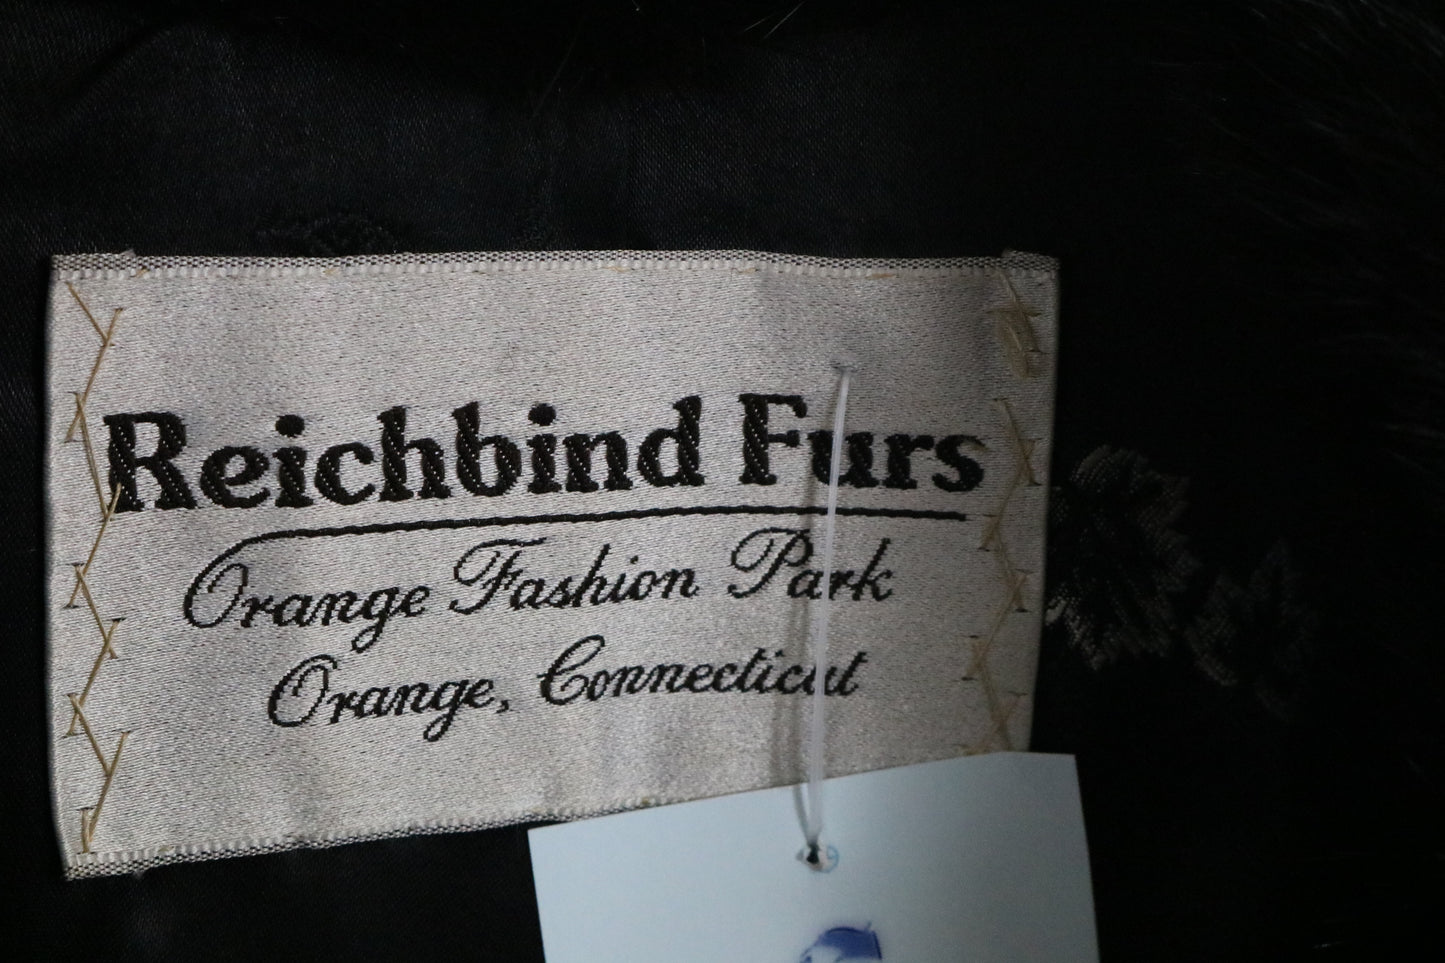 Reichbind Furs
Orange Fashion Park
Orange, Connecticut